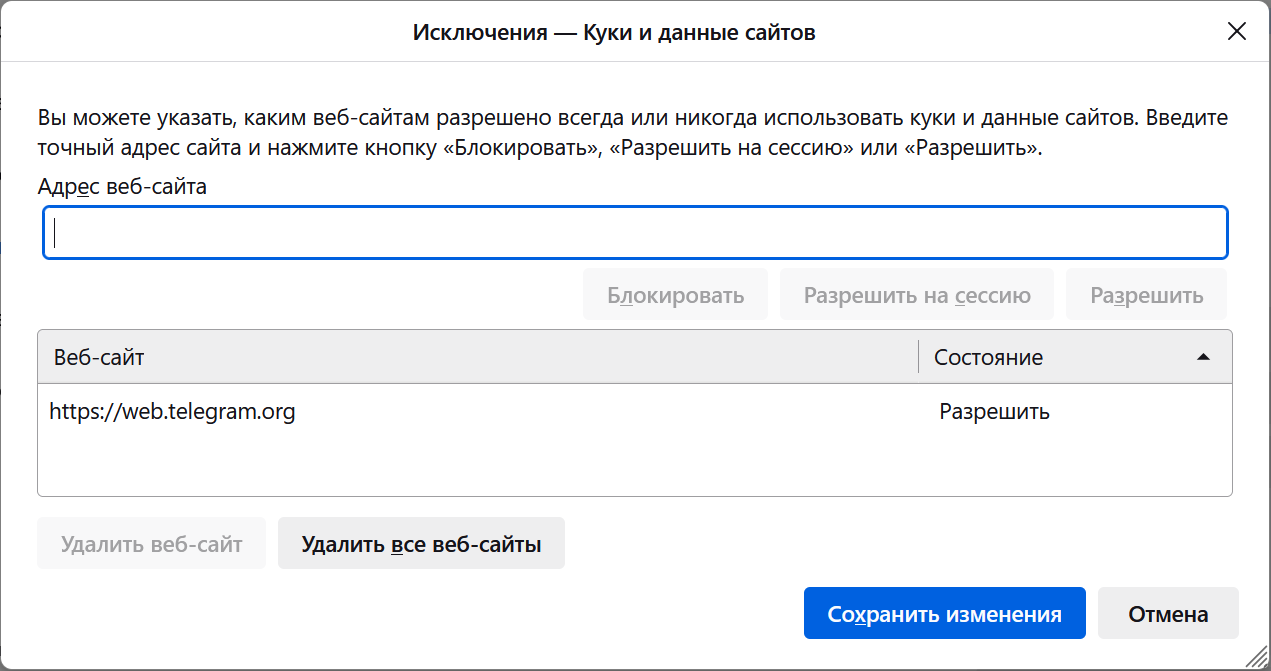 Исключения — Куки и данные сайтов
Вы можете указать, каким веб-сайтам разрешено всегда или никогда использовать куки и данные сайтов. Введите
точный адрес сайта и нажмите кнопку «Блокировать», «Разрешить на сессию» или «Разрешить».
Адрес веб-сайта
Блокировать Разрешить на сессию Разрешить
Веб-сайт Состояние
https://web.telegram.org Разрешить
Удалить веб-сайт Удалить все веб-сайты
Сохранить изменения Отмена